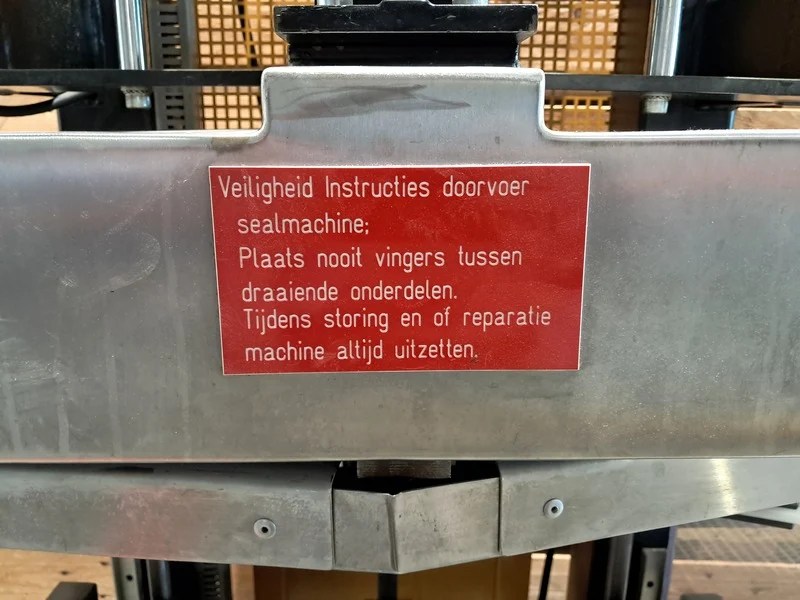 Veiligheid Instructies doorvoer
sealmachine;
Plaats nooit vingers tussen
draaiende onderdelen.
Tijdens storing en of reparatie
machine altijd uitzetten.